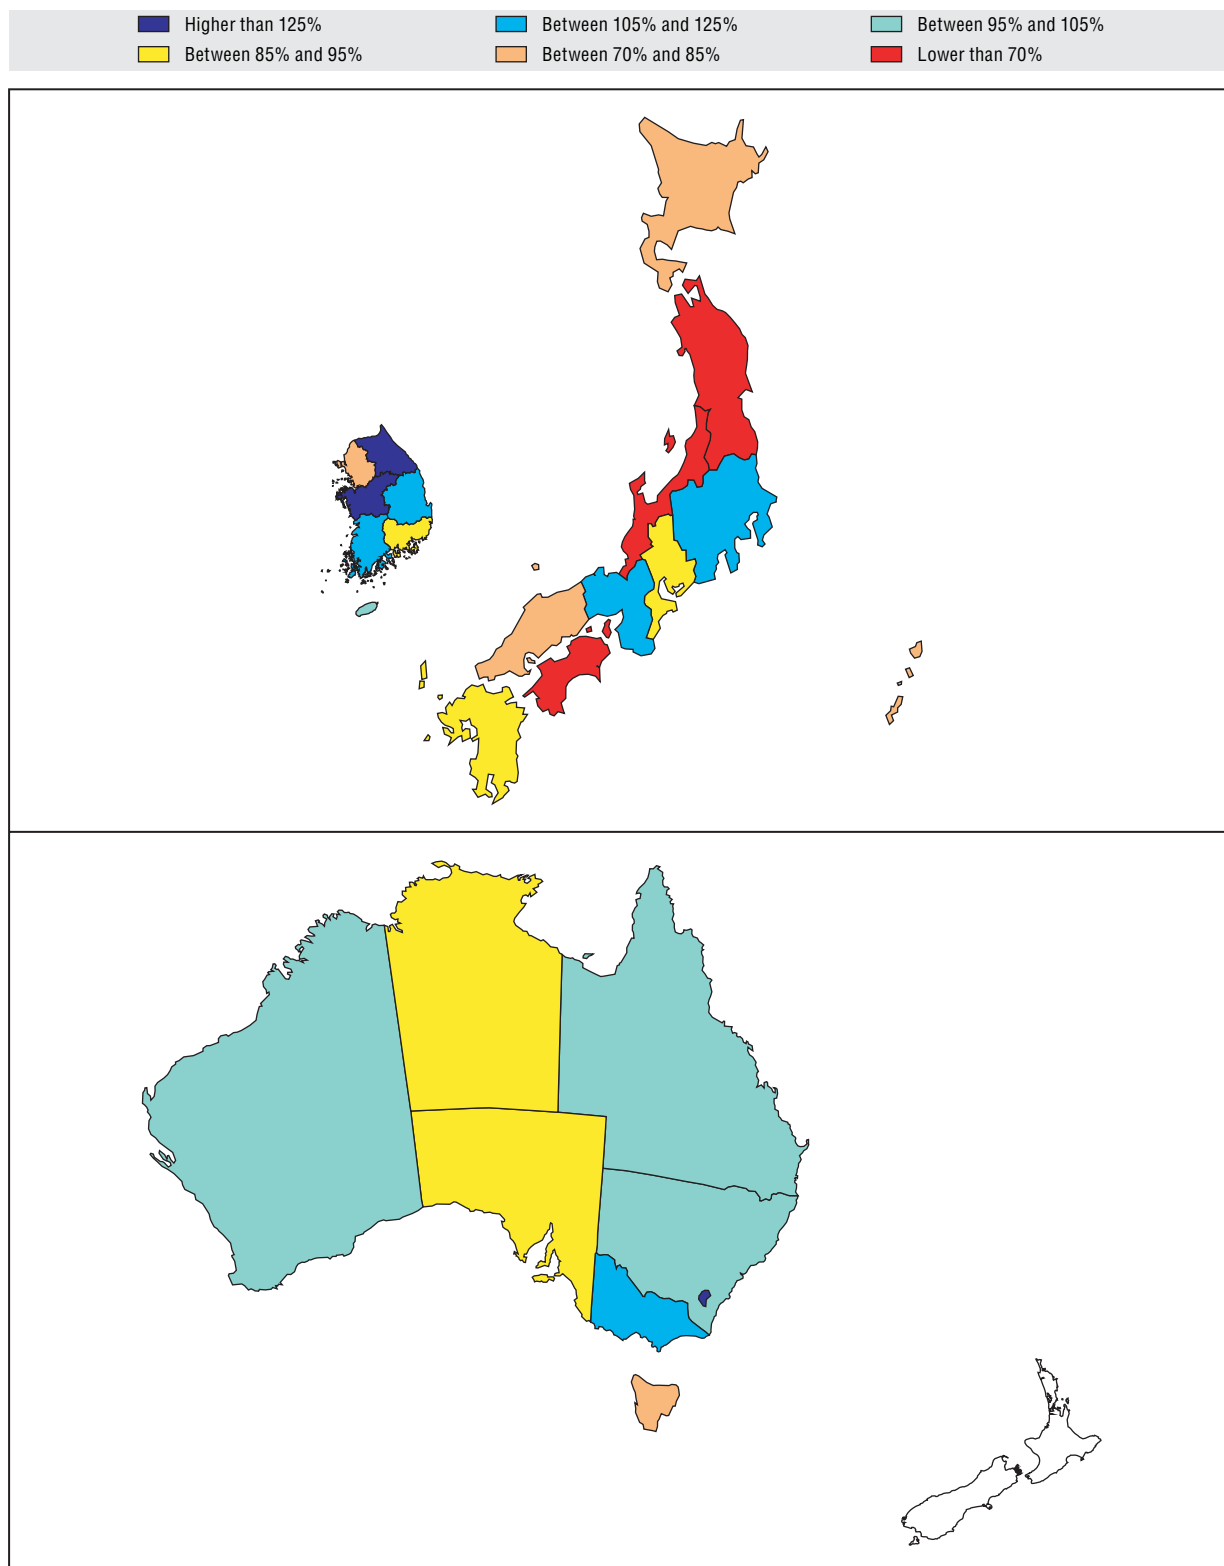 Higher than 125% Between 105% and 125% Between 95% and 105%
Between 85% and 95% Between 70% and 85% Lower than 70%